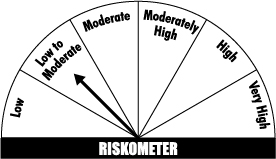 Low
Low to
Moderate
Moderate
Moderately
High
High
Very High
RISKOMETER